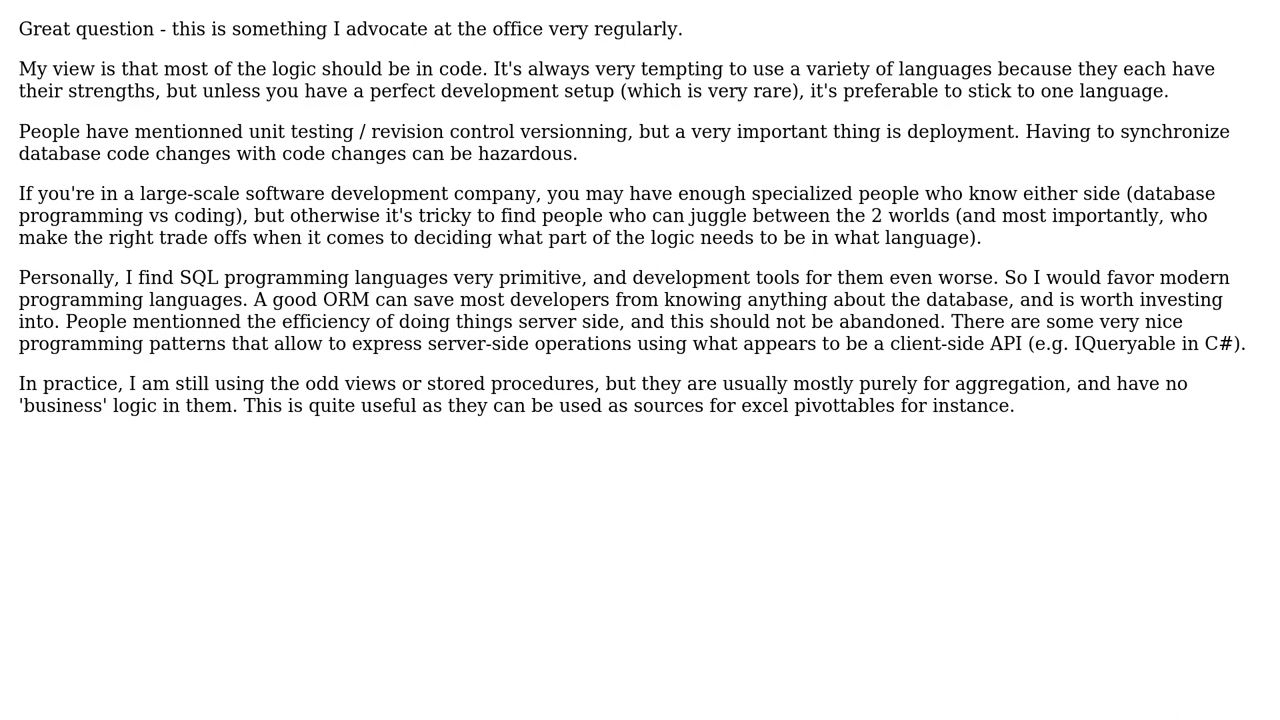 Great question - this is something I advocate at the office very regularly.
My view is that most of the logic should be in code. It's always very tempting to use a variety of languages because they each have
their strengths, but unless you have a perfect development setup (which is very rare), it's preferable to stick to one language.
People have mentionned unit testing / revision control versionning, but a very important thing is deployment. Having to synchronize
database code changes with code changes can be hazardous.
If you're in a large-scale software development company, you may have enough specialized people who know either side (database
programming vs coding), but otherwise it's tricky to find people who can juggle between the 2 worlds (and most importantly, who
make the right trade offs when it comes to deciding what part of the logic needs to be in what language).
Personally, I find SQL programming languages very primitive, and development tools for them even worse. So I would favor modern
programming languages. A good ORM can save most developers from knowing anything about the database, and is worth investing
into. People mentionned the efficiency of doing things server side, and this should not be abandoned. There are some very nice
programming patterns that allow to express server-side operations using what appears to be a client-side API (e.g. IQueryable in C#).
In practice, I am still using the odd views or stored procedures, but they are usually mostly purely for aggregation, and have no
'business' logic in them. This is quite useful as they can be used as sources for excel pivottables for instance.